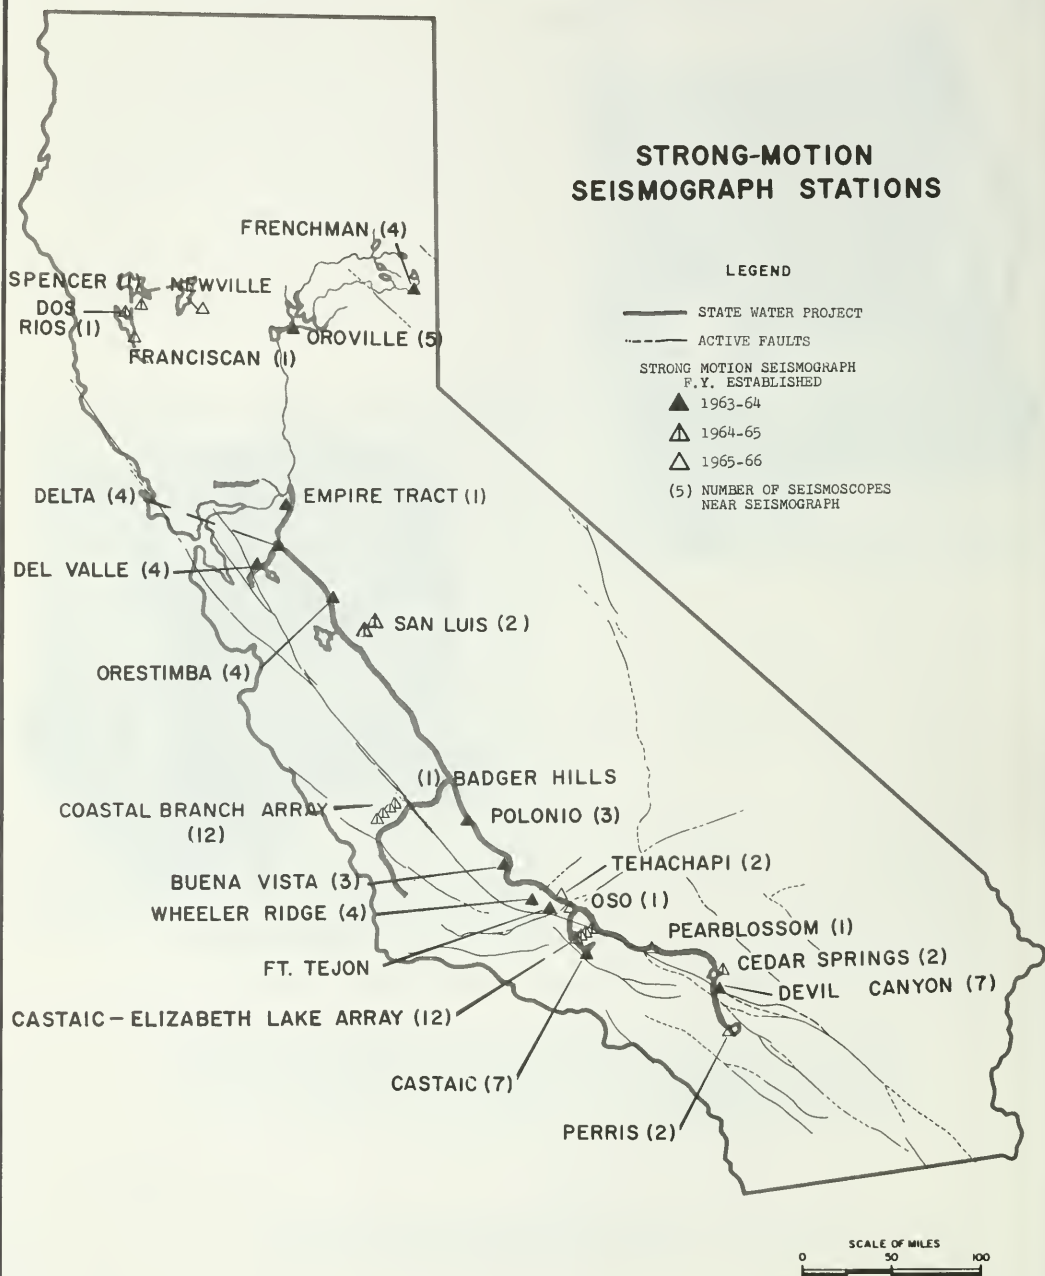 STRONG-MOTION
SEISMOGRAPH STATIONS
LEGEND
STATE WATER PROJECT
ACTIVE FAULTS
STRONG MOTION SEISMOGRAPH
F.Y. ESTABLISHED
1963-64
1964-65
1965-66
(5) NUMBER OF SEISMOSCOPES
NEAR SEISMOGRAPH
FRENCHMAN (4)
SPENCER (1)
NEWVILLE
DOS
RIOS (1)
OROVILLE (5)
FRANCISCAN (1)
DELTA (4)
EMPIRE TRACT (1)
DEL VALLE (4)
SAN LUIS (2)
ORESTIMBA (4)
(1) BADGER HILLS
COASTAL BRANCH ARRAY
(12)
POLONIO (3)
TEHACHAPI (2)
BUENA VISTA (3)
OSO (1)
WHEELER RIDGE (4)
PEARBLOSSOM (1)
FT. TEJON
CEDAR SPRINGS (2)
DEVIL CANYON (7)
CASTAIC-ELIZABETH LAKE ARRAY (12)
CASTAIC (7)
PERRIS (2)
SCALE OF MILES
0 50 100